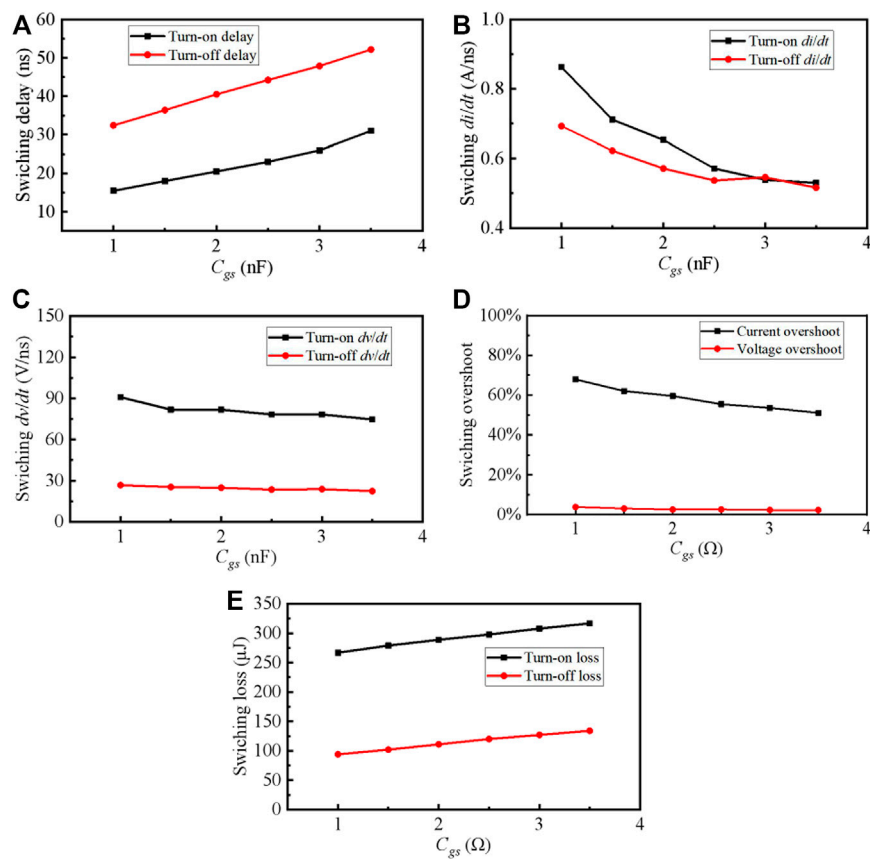 A
60
50
40
30
20
10
Swiching delay (ns)
Turn-on delay
Turn-off delay
1 2 3 4
C_gs (nF)
B
1.0
0.8
0.6
0.4
Swiching di/dt (A/ns)
Turn-on di/dt
Turn-off di/dt
1 2 3 4
C_gs (nF)
C
150
120
90
60
30
0
Swiching dv/dt (V/ns)
Turn-on dv/dt
Turn-off dv/dt
1 2 3 4
C_gs (nF)
D
100%
80%
60%
40%
20%
0%
Swiching overshoot
Current overshoot
Voltage overshoot
1 2 3 4
C_gs (Ω)
E
350
300
250
200
150
100
50
0
Swiching loss (μJ)
Turn-on loss
Turn-off loss
1 2 3 4
C_gs (Ω)